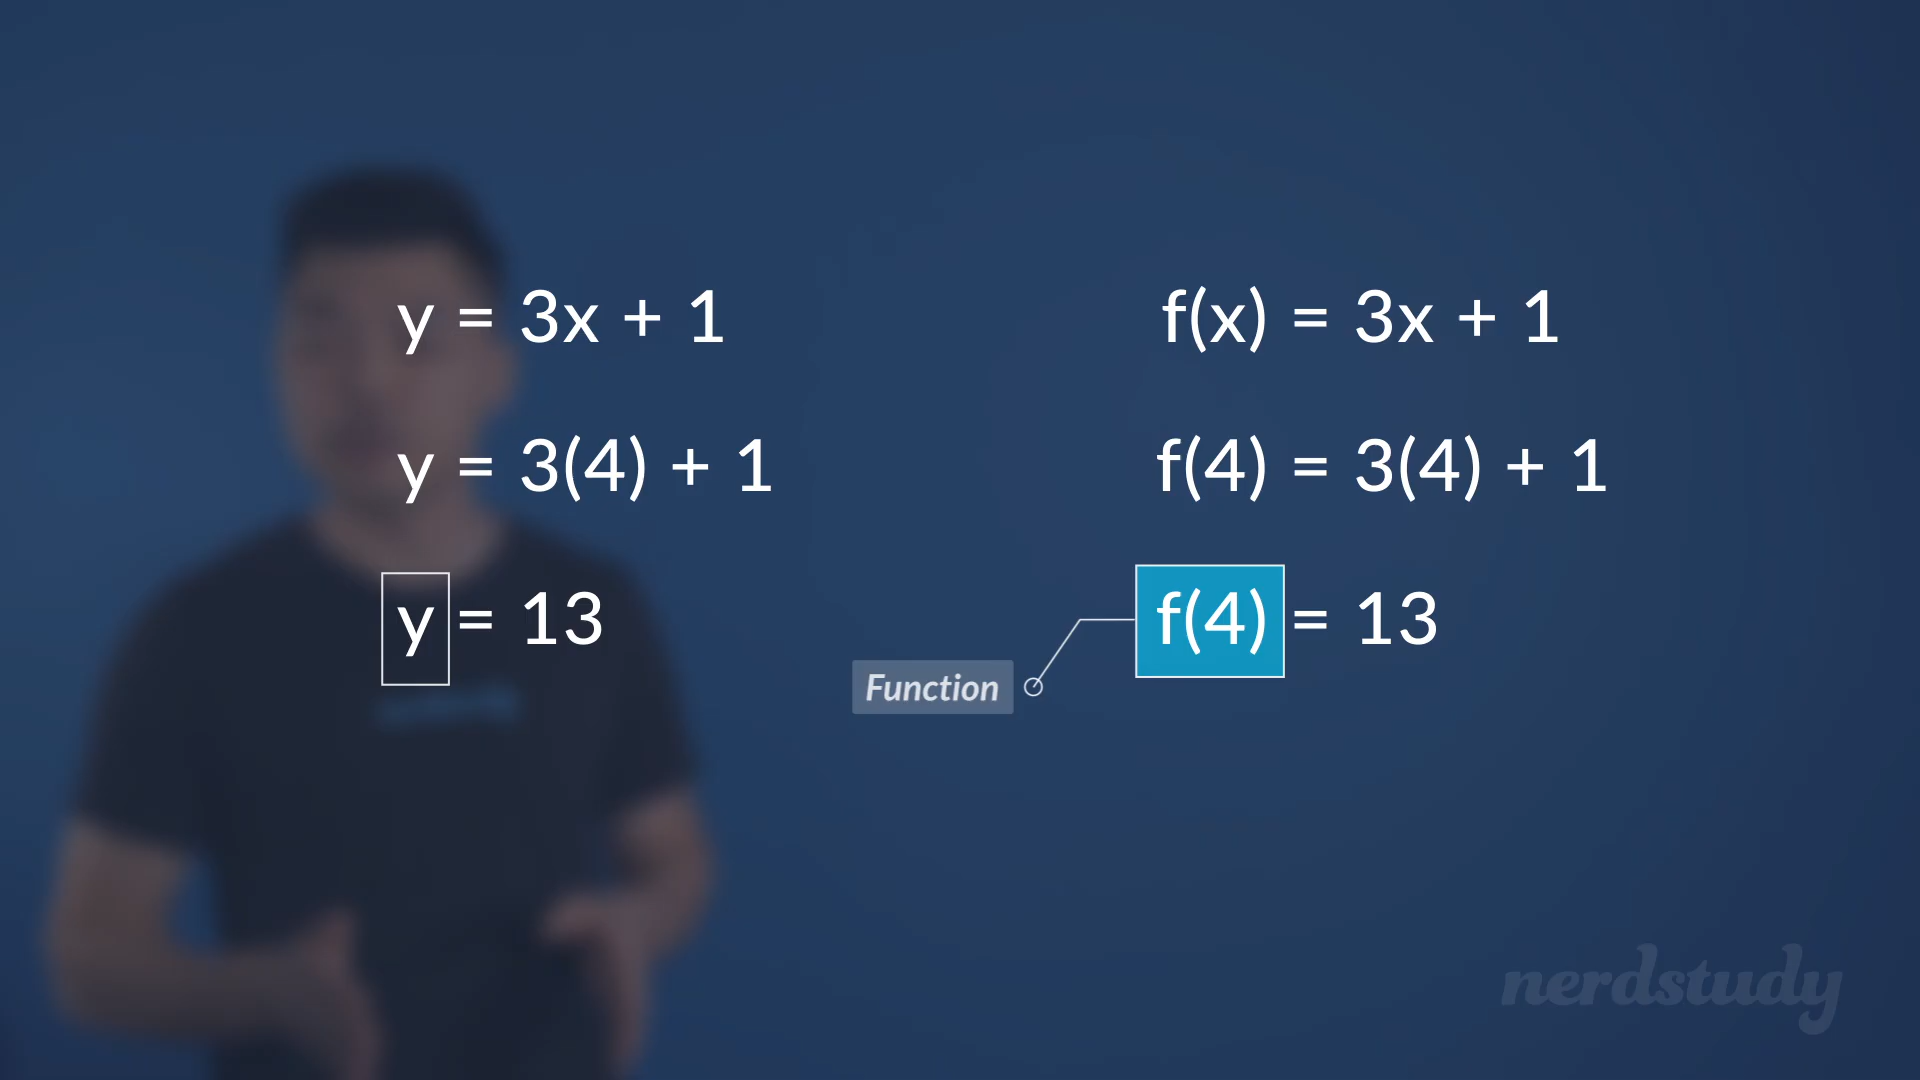 y = 3x + 1
y = 3(4) + 1
y = 13
f(x) = 3x + 1
f(4) = 3(4) + 1
f(4) = 13
Function
nerdstudy